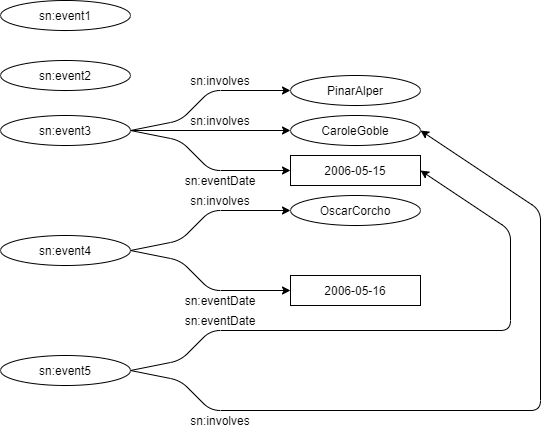 sn:event1
sn:event2
sn:involves
PinarAlper
sn:involves
sn:event3
CaroleGoble
2006-05-15
sn:eventDate
sn:involves
OscarCorcho
sn:event4
2006-05-16
sn:eventDate
sn:eventDate
sn:event5
sn:involves